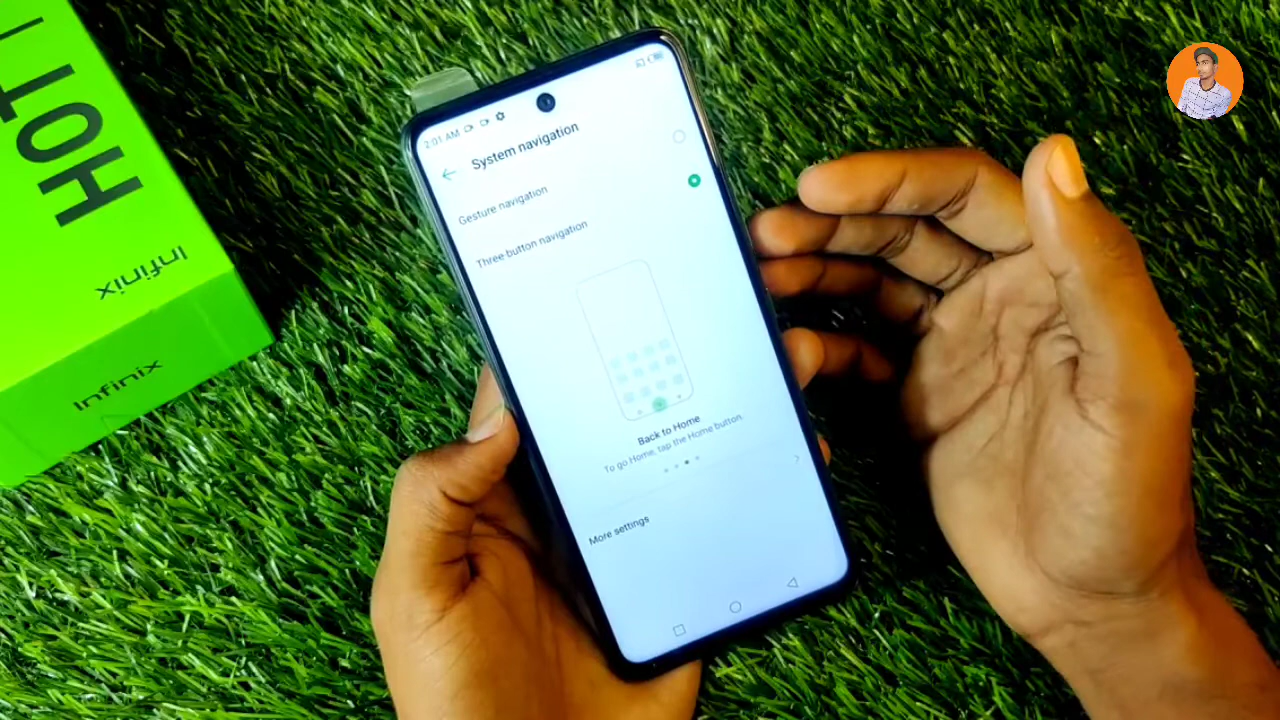 HOT 1
Infinix
Infinix
2:01 AM
System navigation
Gesture navigation
Three button navigation
Back to Home
To go Home, tap the Home button
More settings